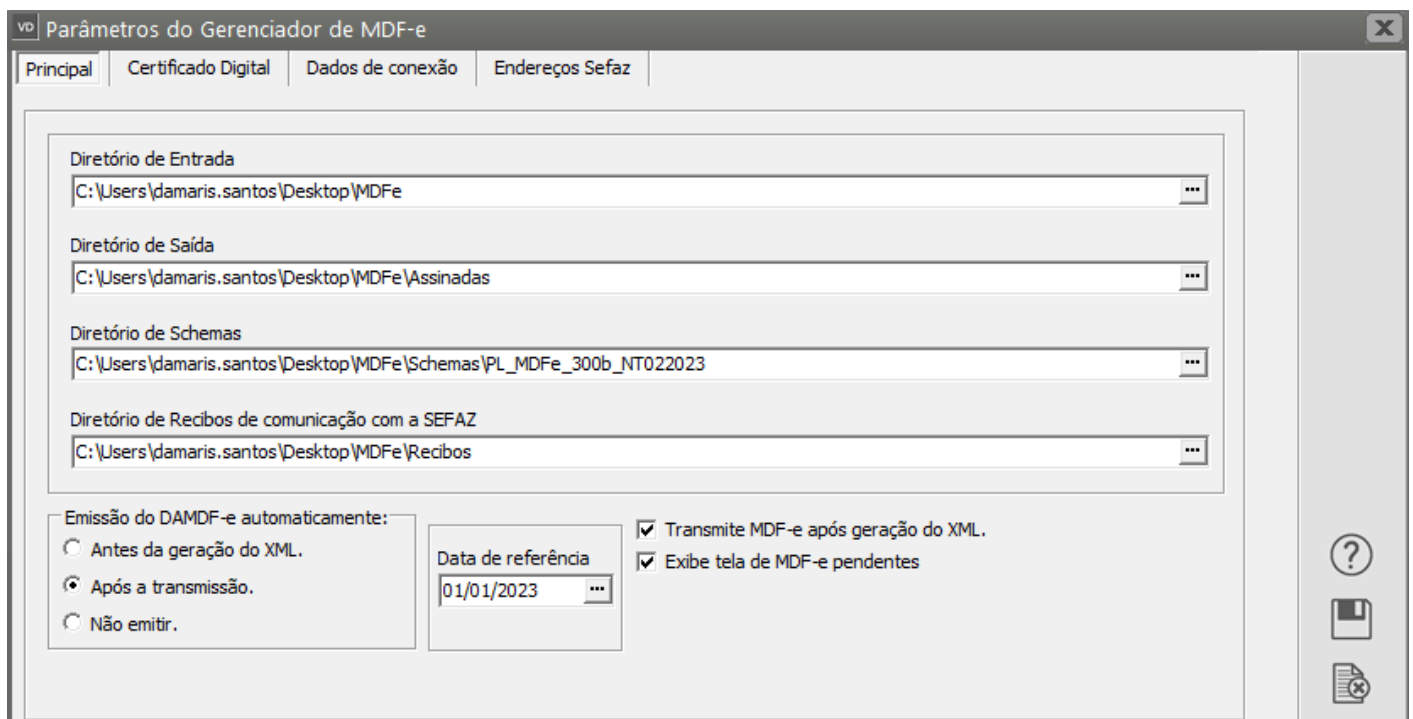 VD Parâmetros do Gerenciador de MDF-e
Principal Certificado Digital Dados de conexão Endereços Sefaz
Diretório de Entrada
C:\Users\damaris.santos\Desktop\MDFe
Diretório de Saída
C:\Users\damaris.santos\Desktop\MDFe\Assinadas
Diretório de Schemas
C:\Users\damaris.santos\Desktop\MDFe\Schemas\PL_MDFe_300b_NT022023
Diretório de Recibos de comunicação com a SEFAZ
C:\Users\damaris.santos\Desktop\MDFe\Recibos
Emissão do DAMDF-e automaticamente:
Antes da geração do XML.
Após a transmissão.
Não emitir.
Data de referência
01/01/2023
Transmite MDF-e após geração do XML.
Exibe tela de MDF-e pendentes